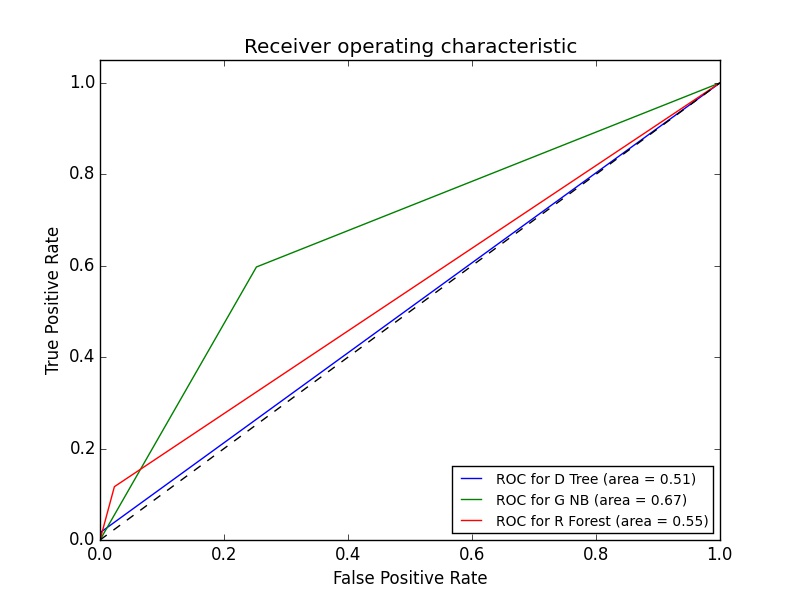 Receiver operating characteristic
1.0
0.8
0.6
0.4
0.2
0.0
True Positive Rate
ROC for D Tree (area = 0.51)
ROC for G NB (area = 0.67)
ROC for R Forest (area = 0.55)
0.0 0.2 0.4 0.6 0.8 1.0
False Positive Rate